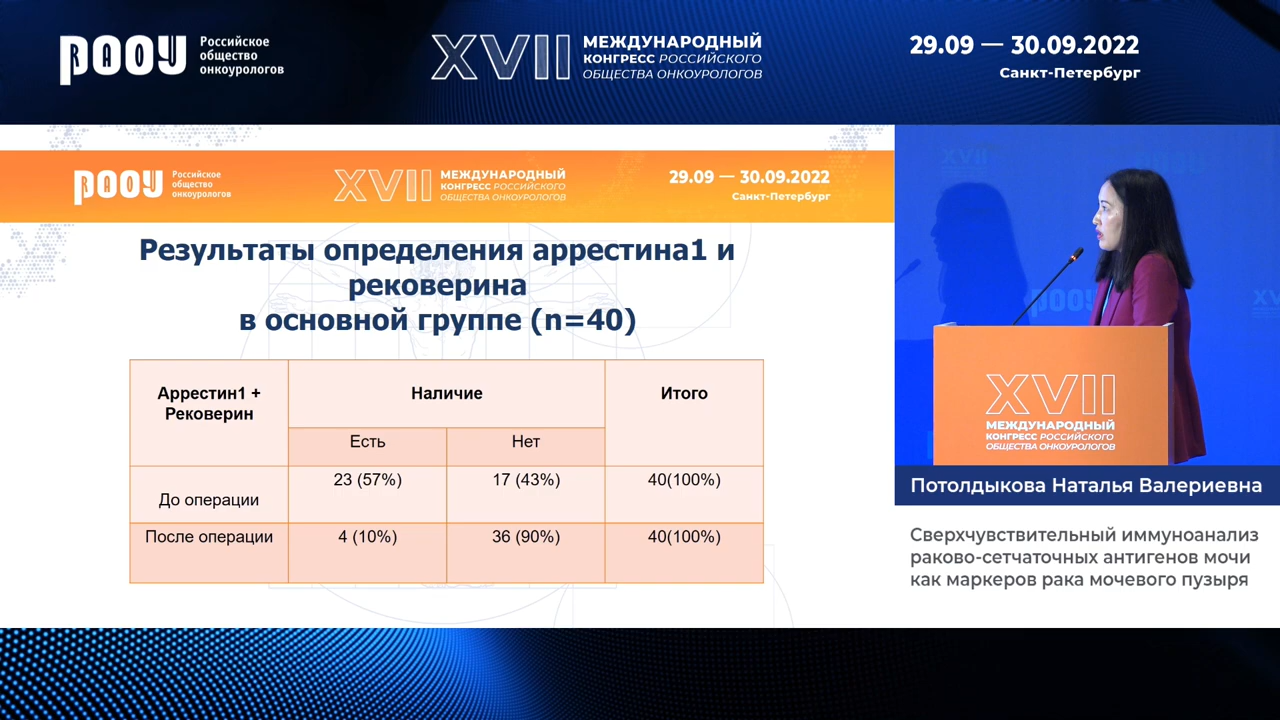 РАОУ
Российское
общество
онкоурологов
XVII
МЕЖДУНАРОДНЫЙ
КОНГРЕСС РОССИЙСКОГО
ОБЩЕСТВА ОНКОУРОЛОГОВ
29.09 — 30.09.2022
Санкт-Петербург
РАОУ
Российское
общество
онкоурологов
XVII
МЕЖДУНАРОДНЫЙ
КОНГРЕСС РОССИЙСКОГО
ОБЩЕСТВА ОНКОУРОЛОГОВ
29.09 — 30.09.2022
Санкт-Петербург
Результаты определения аррестина1 и
рековерина
в основной группе (n=40)
Аррестин1 +
Рековерин
Наличие
Итого
Есть
Нет
До операции
23 (57%)
17 (43%)
40(100%)
После операции
4 (10%)
36 (90%)
40(100%)
XVII
РАОУ
XVII
МЕЖДУНАРОДНЫЙ
КОНГРЕСС РОССИЙСКОГО
ОБЩЕСТВА ОНКОУРОЛОГОВ
Потолдыкова Наталья Валериевна
Сверхчувствительный иммуноанализ
раково-сетчаточных антигенов мочи
как маркеров рака мочевого пузыря